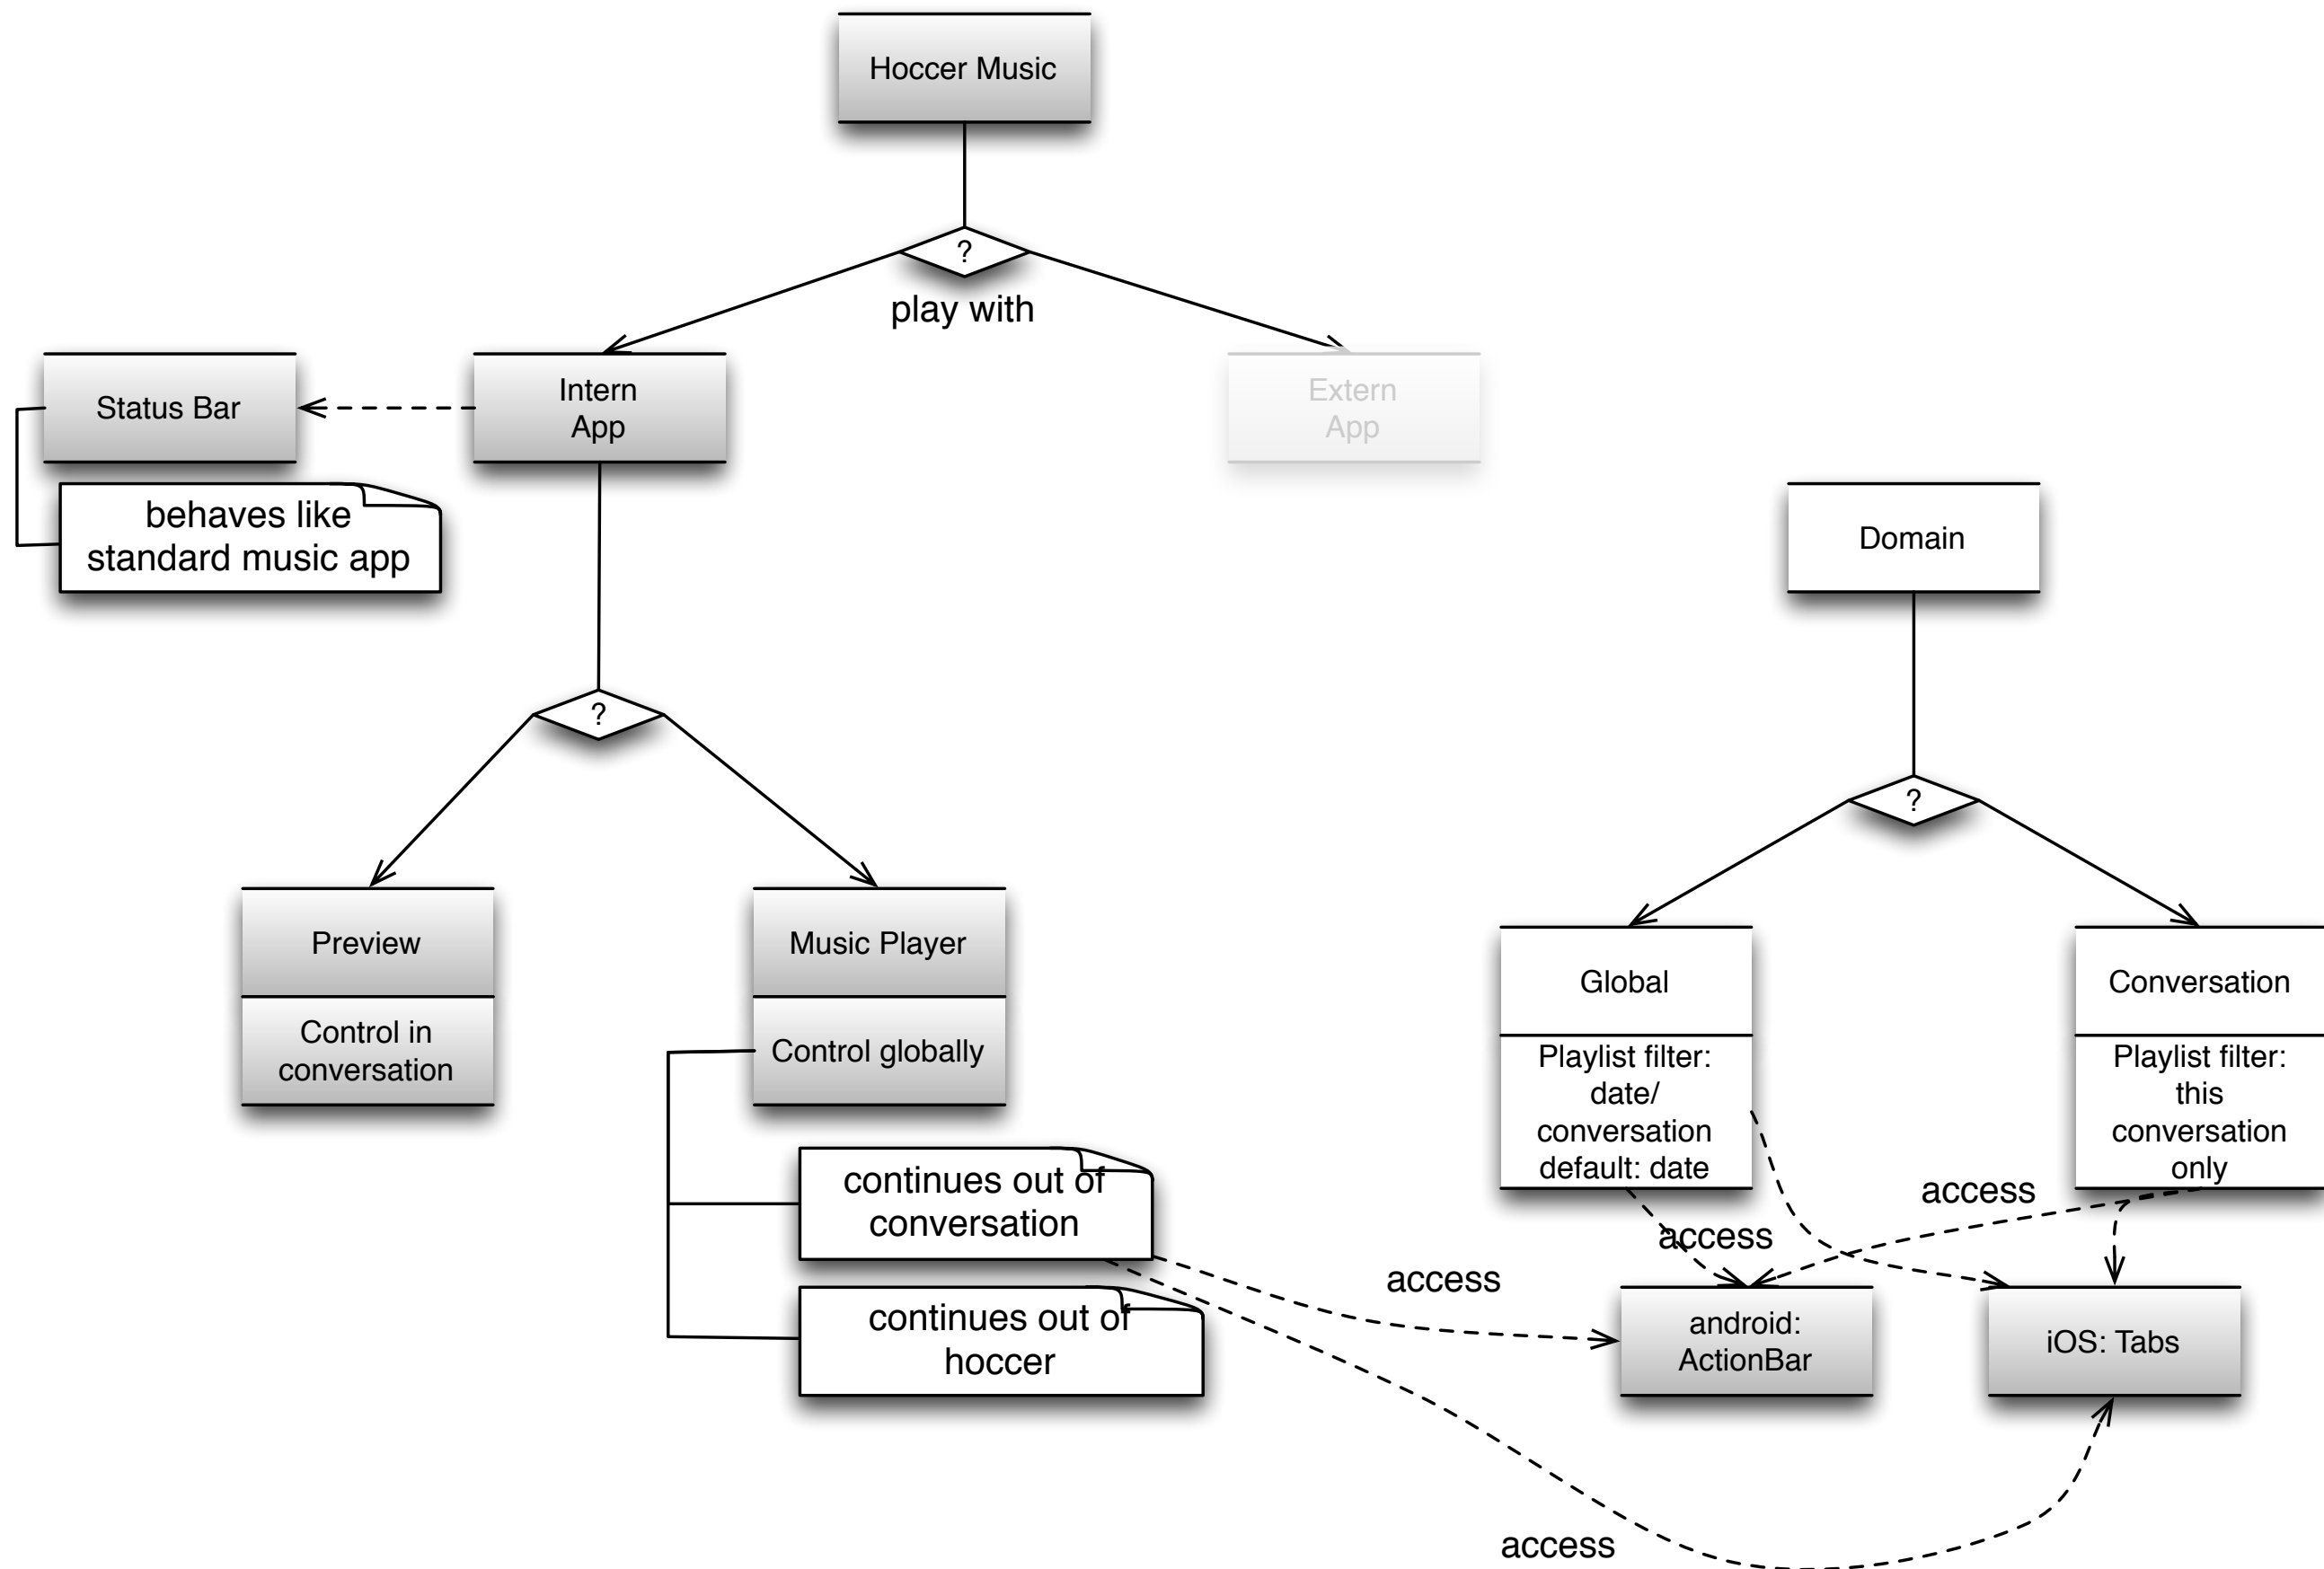 Hoccer Music
?
play with
Status Bar
Intern
App
Extern
App
behaves like
standard music app
Domain
?
?
Preview
Music Player
Global
Conversation
Control in
conversation
Control globally
Playlist filter:
date/
conversation
default: date
Playlist filter:
this
conversation
only
continues out of
conversation
access
access
access
continues out of
hoccer
android:
ActionBar
iOS: Tabs
access